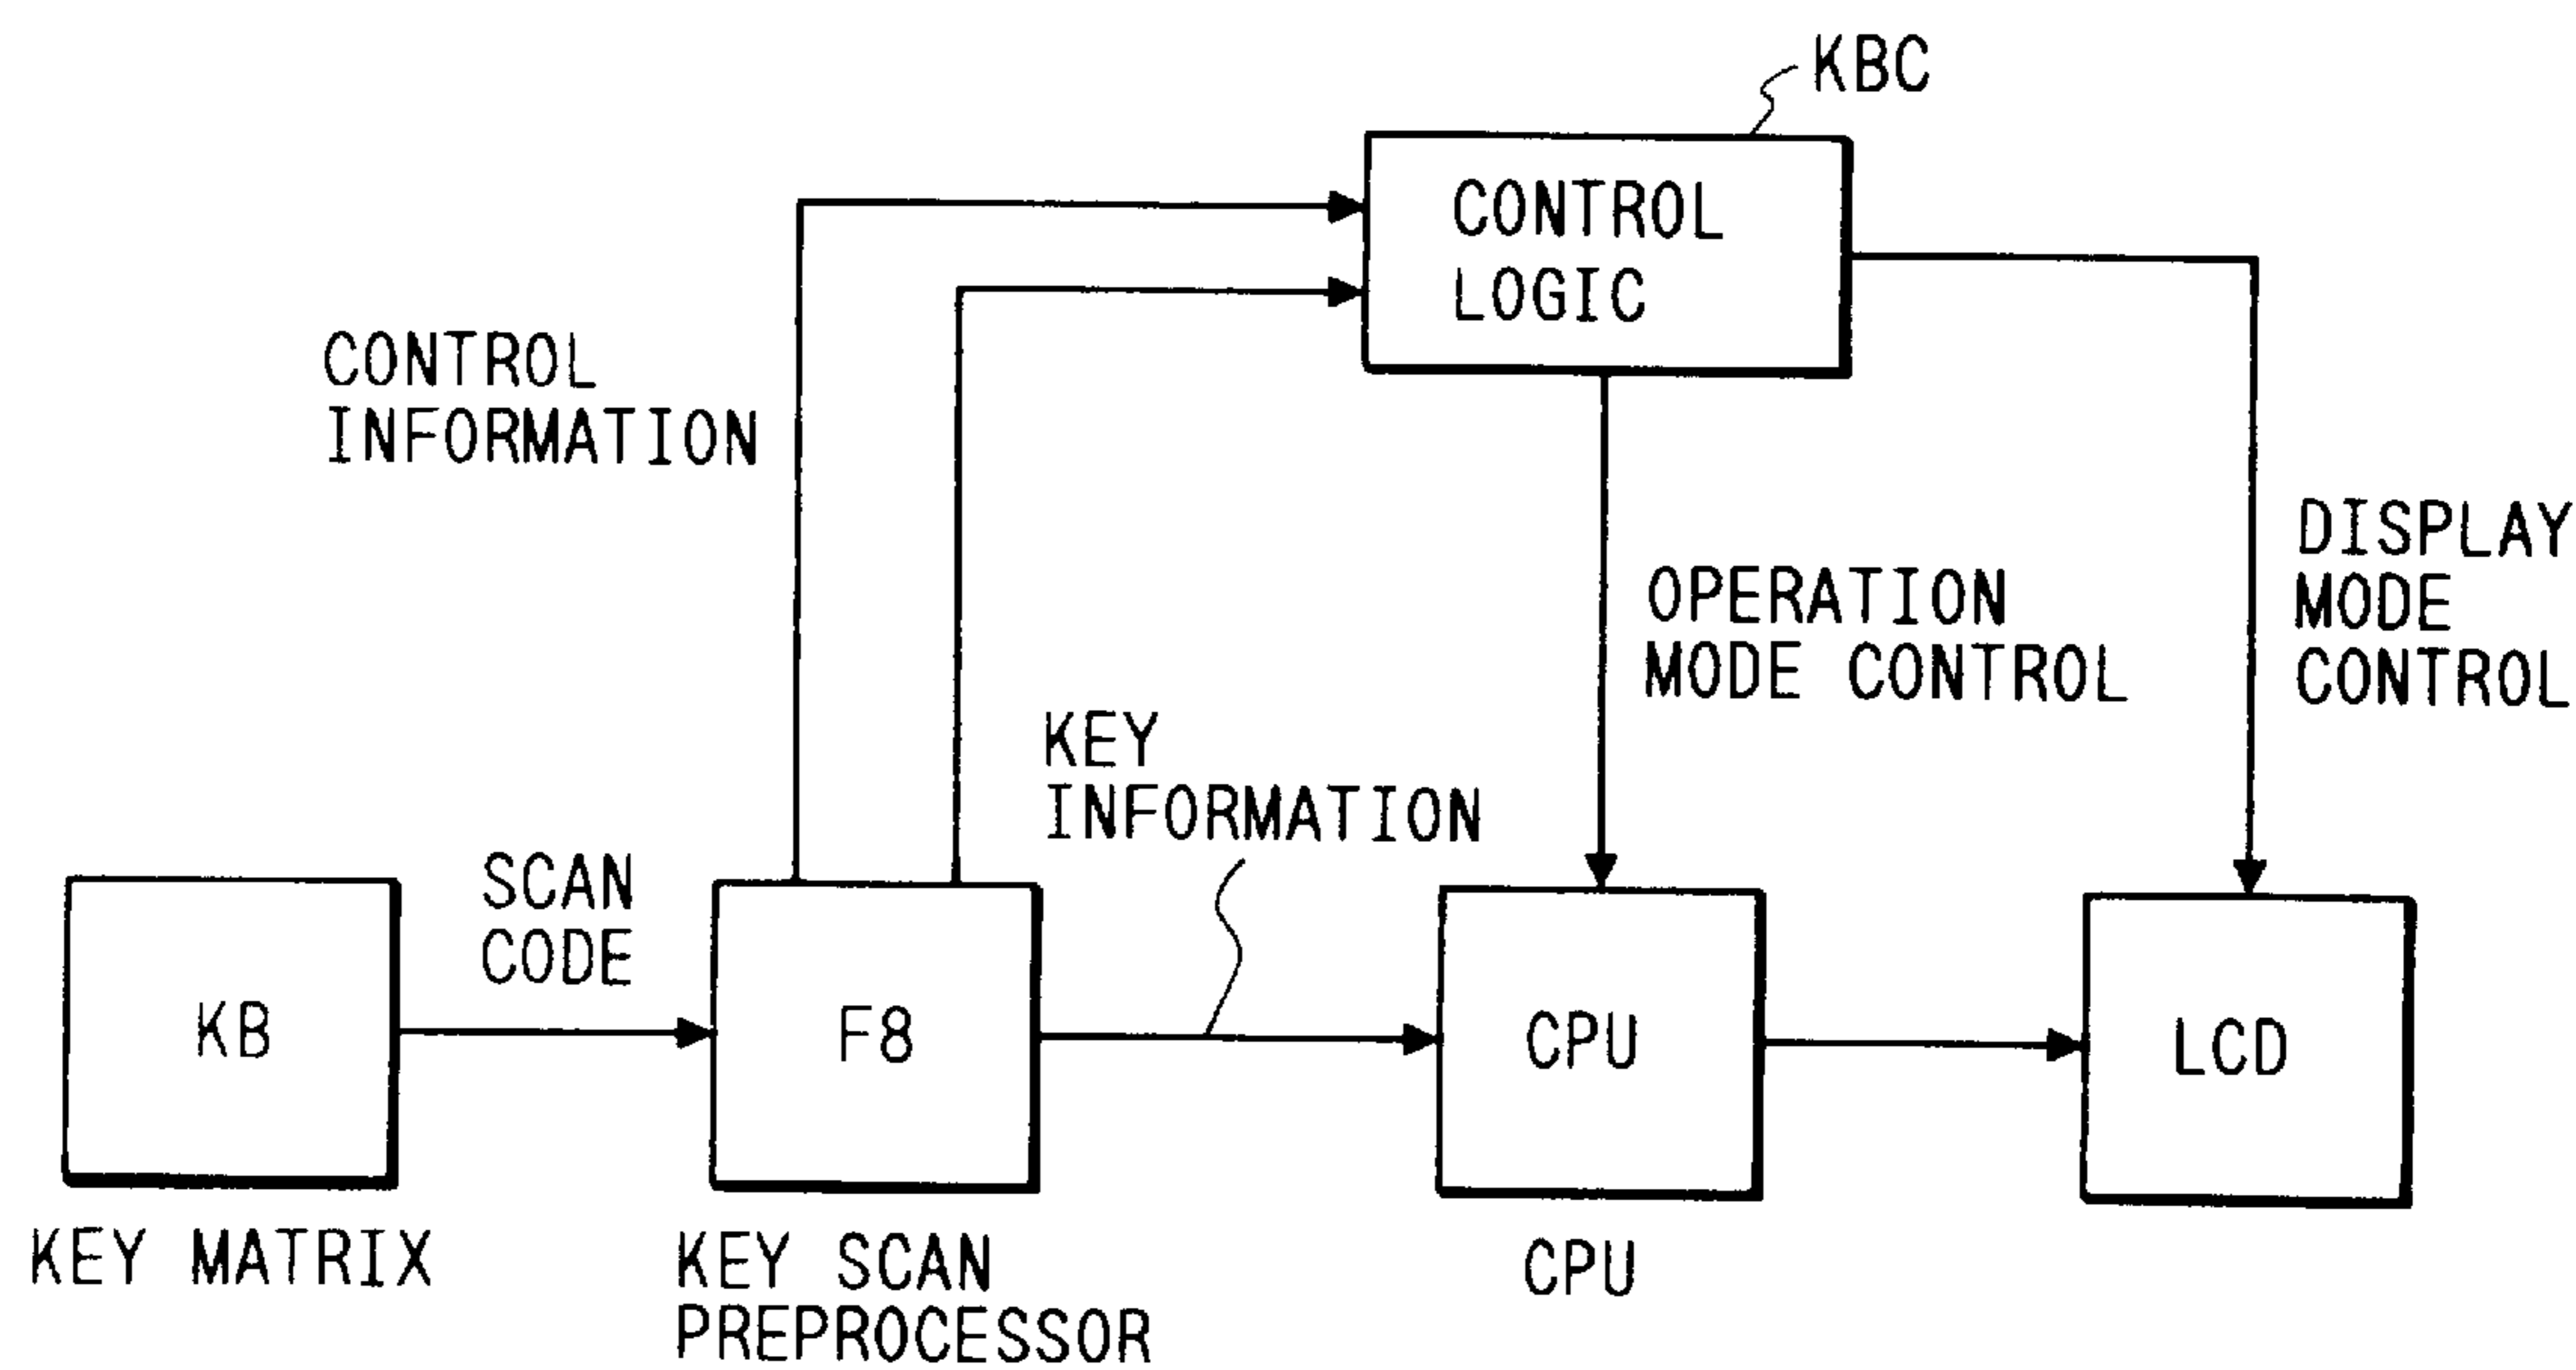 KBC
CONTROL
LOGIC
CONTROL
INFORMATION
DISPLAY
MODE
CONTROL
OPERATION
MODE CONTROL
KEY
INFORMATION
SCAN
CODE
KB
F8
CPU
LCD
KEY MATRIX
KEY SCAN
PREPROCESSOR
CPU